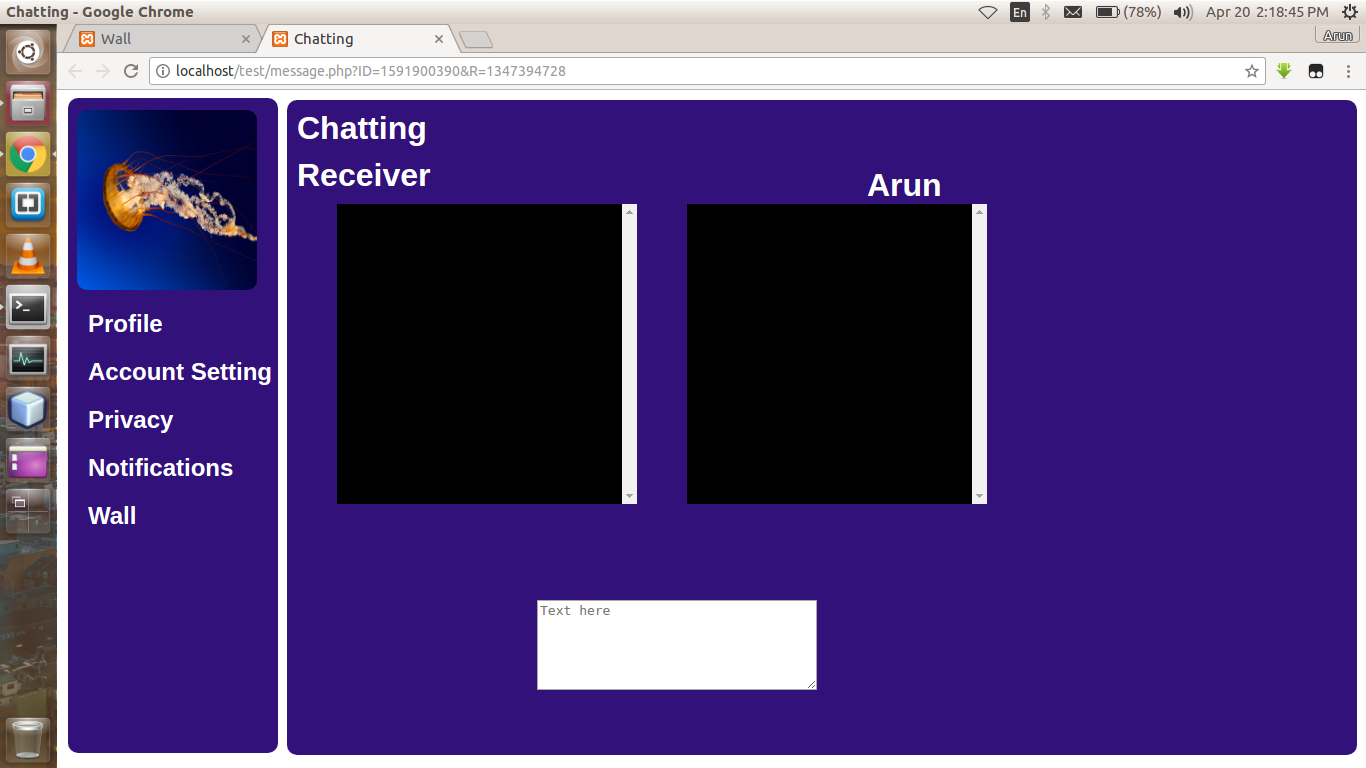 Chatting - Google Chrome
En
(78%)
Apr 20 2:18:45 PM
Wall
Chatting
Arun
localhost/test/message.php?ID=1591900390&R=1347394728
Chatting
Receiver
Arun
Profile
Account Setting
Privacy
Notifications
Wall
Text here